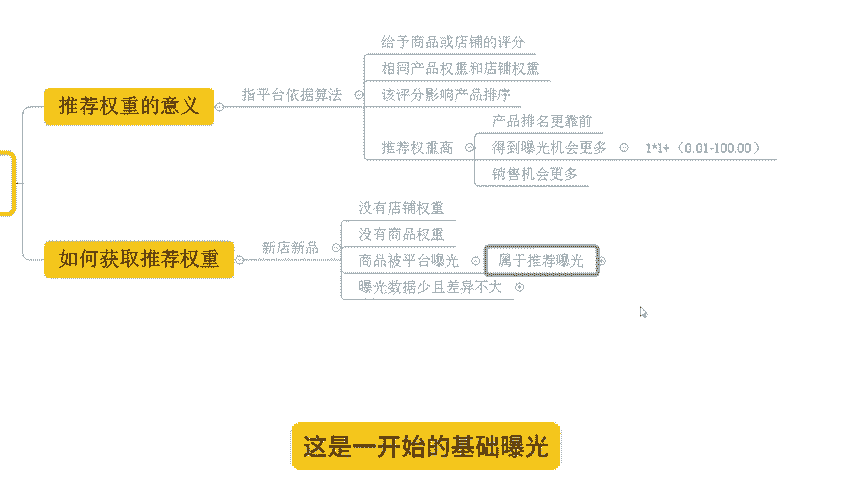 给予商品或店铺的评分
相同产品权重和店铺权重
推荐权重的意义
指平台依据算法
该评分影响产品排序
产品排名更靠前
推荐权重高
得到曝光机会更多
1*1+（0.01-100.00）
销售机会更多
没有店铺权重
没有商品权重
如何获取推荐权重
新店新品
商品被平台曝光
属于推荐曝光
曝光数据少且差异不大
这是一开始的基础曝光